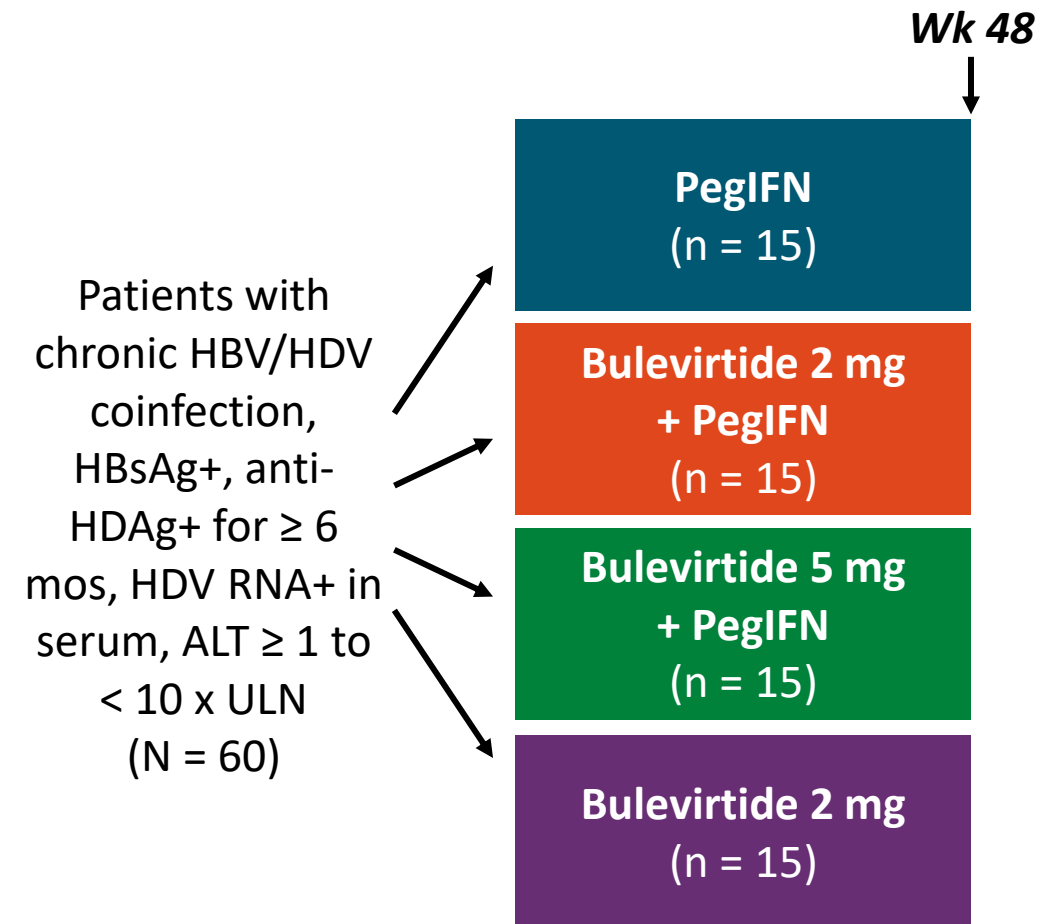 Wk 48
Patients with
chronic HBV/HDV
coinfection,
HBsAg+, anti-
HDAg+ for ≥ 6
mos, HDV RNA+ in
serum, ALT ≥ 1 to
< 10 x ULN
(N = 60)
PegIFN
(n = 15)
Bulevirtide 2 mg
+ PegIFN
(n = 15)
Bulevirtide 5 mg
+ PegIFN
(n = 15)
Bulevirtide 2 mg
(n = 15)